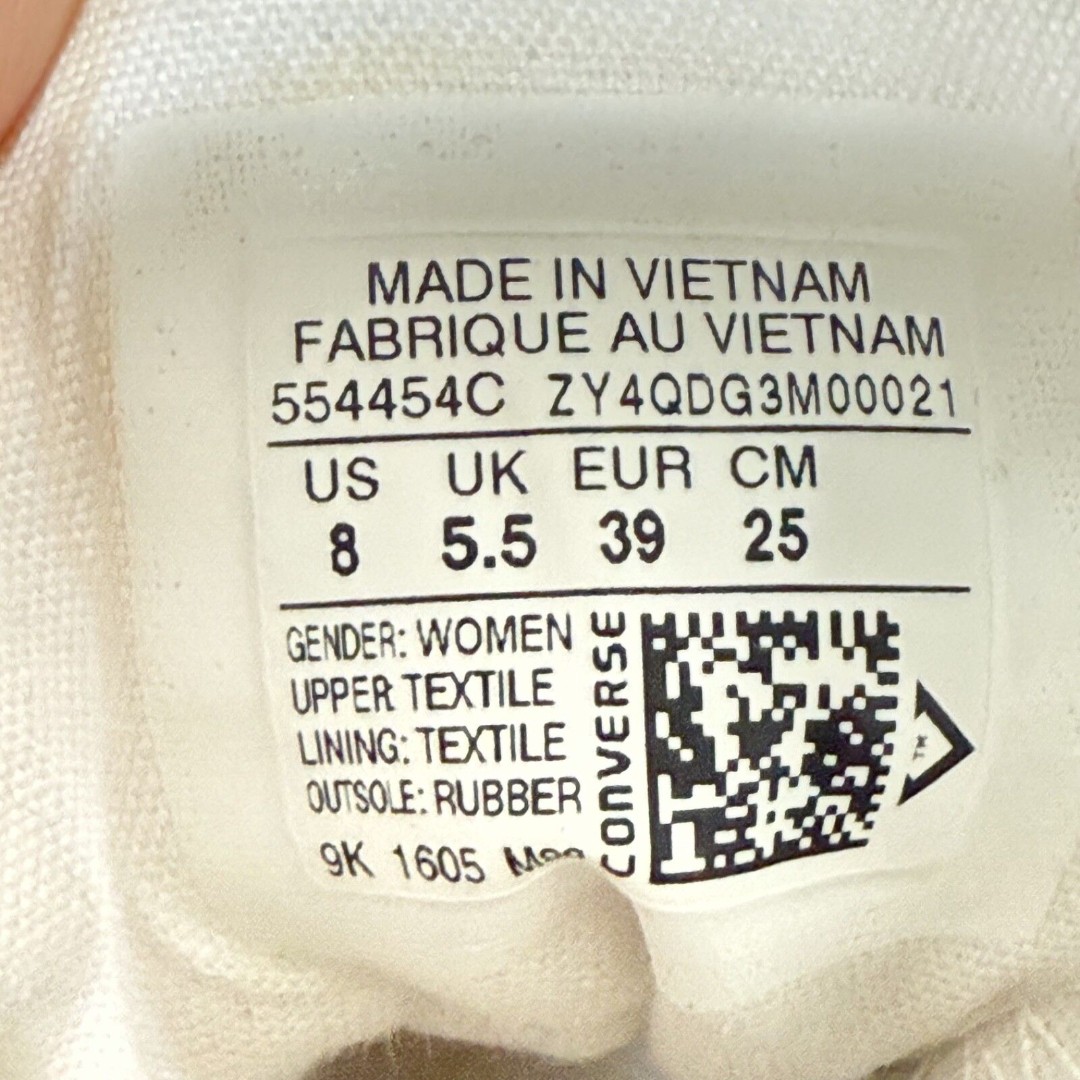 MADE IN VIETNAM
FABRIQUE AU VIETNAM
554454C ZY4QDG3M00021
US UK EUR CM
8 5.5 39 25
GENDER: WOMEN
UPPER TEXTILE
LINING: TEXTILE
OUTSOLE: RUBBER
9K 1605
CONVERSE
TM